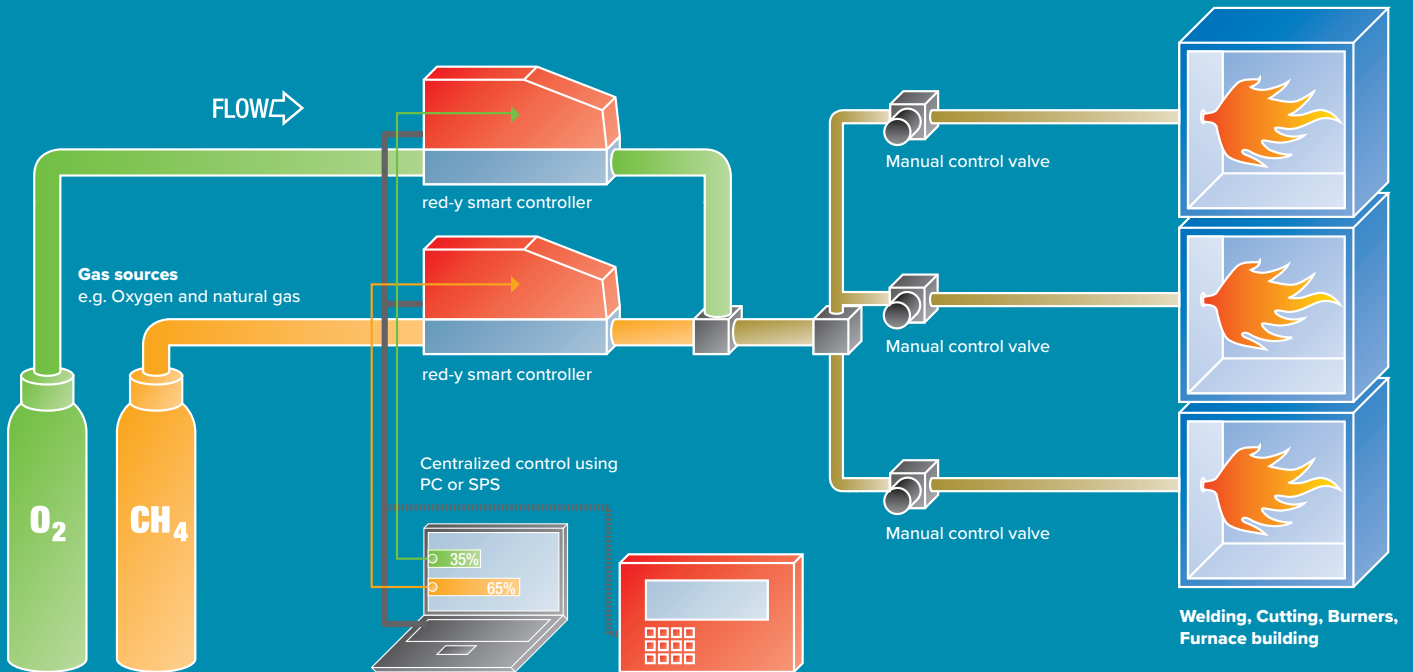 FLOW
red-y smart controller
Manual control valve
Gas sources
e.g. Oxygen and natural gas
red-y smart controller
Manual control valve
Centralized control using
PC or SPS
O₂
CH₄
35%
65%
Manual control valve
Welding, Cutting, Burners,
Furnace building